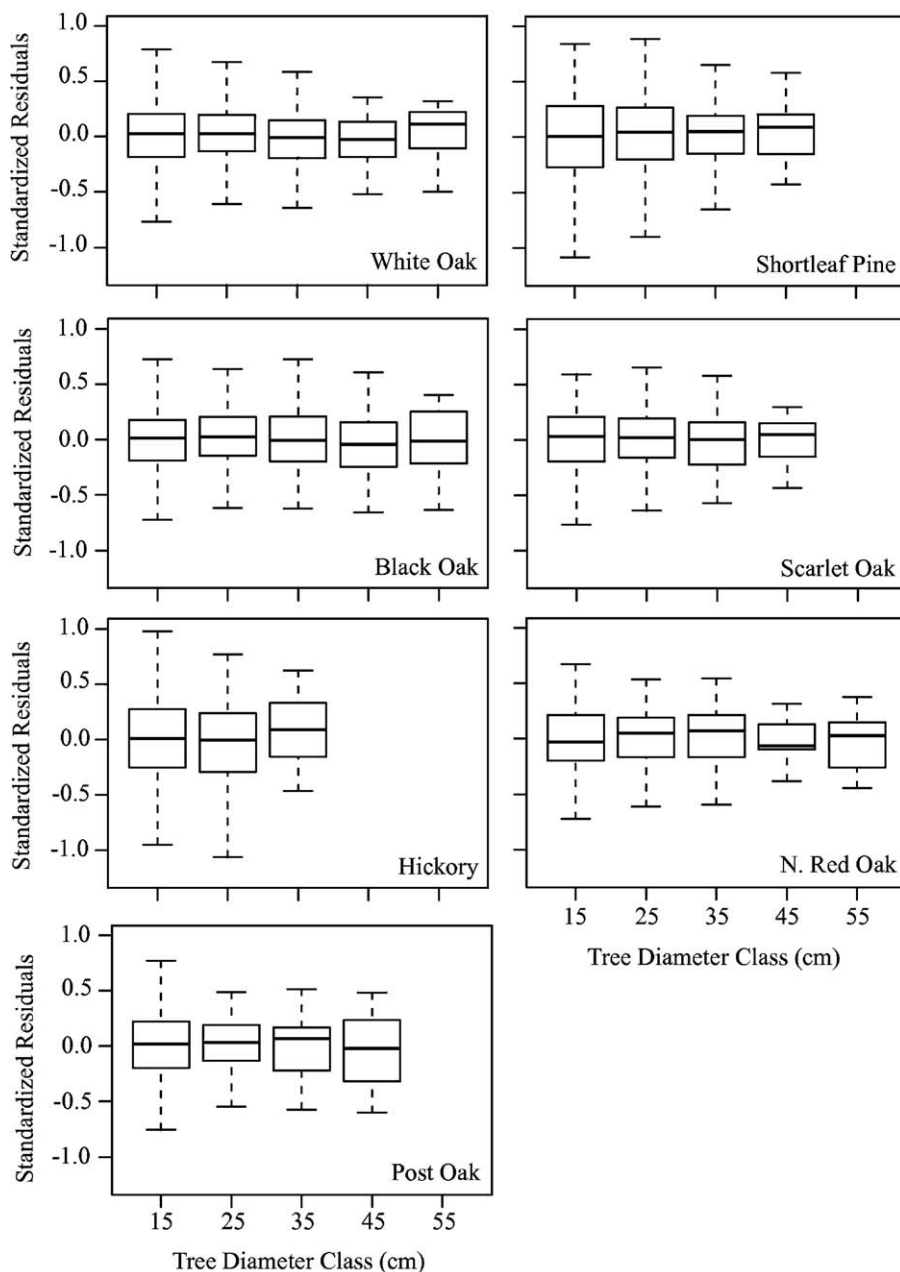 Standardized Residuals
1.0
0.5
0.0
-0.5
-1.0
White Oak
Shortleaf Pine
Standardized Residuals
1.0
0.5
0.0
-0.5
-1.0
Black Oak
Scarlet Oak
Standardized Residuals
1.0
0.5
0.0
-0.5
-1.0
Hickory
N. Red Oak
15 25 35 45 55
Tree Diameter Class (cm)
Standardized Residuals
1.0
0.5
0.0
-0.5
-1.0
Post Oak
15 25 35 45 55
Tree Diameter Class (cm)